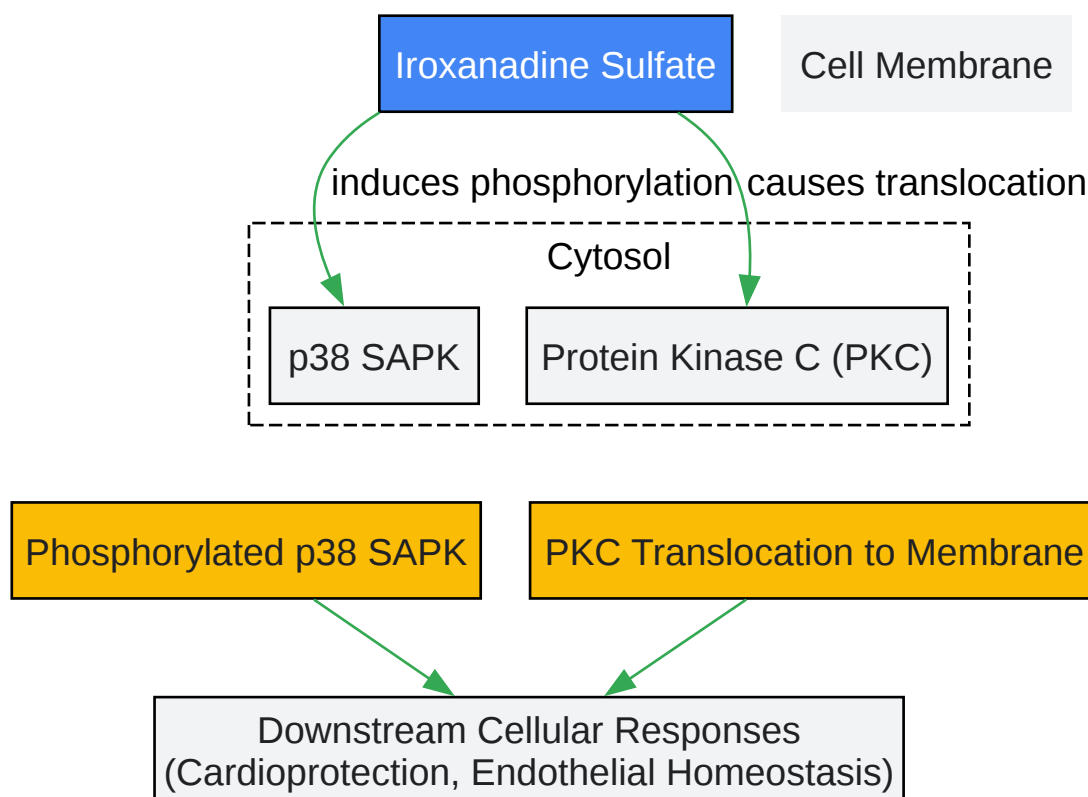 Iroxanadine Sulfate
Cell Membrane
induces phosphorylation
causes translocation
Cytosol
p38 SAPK
Protein Kinase C (PKC)
Phosphorylated p38 SAPK
PKC Translocation to Membrane
Downstream Cellular Responses
(Cardioprotection, Endothelial Homeostasis)